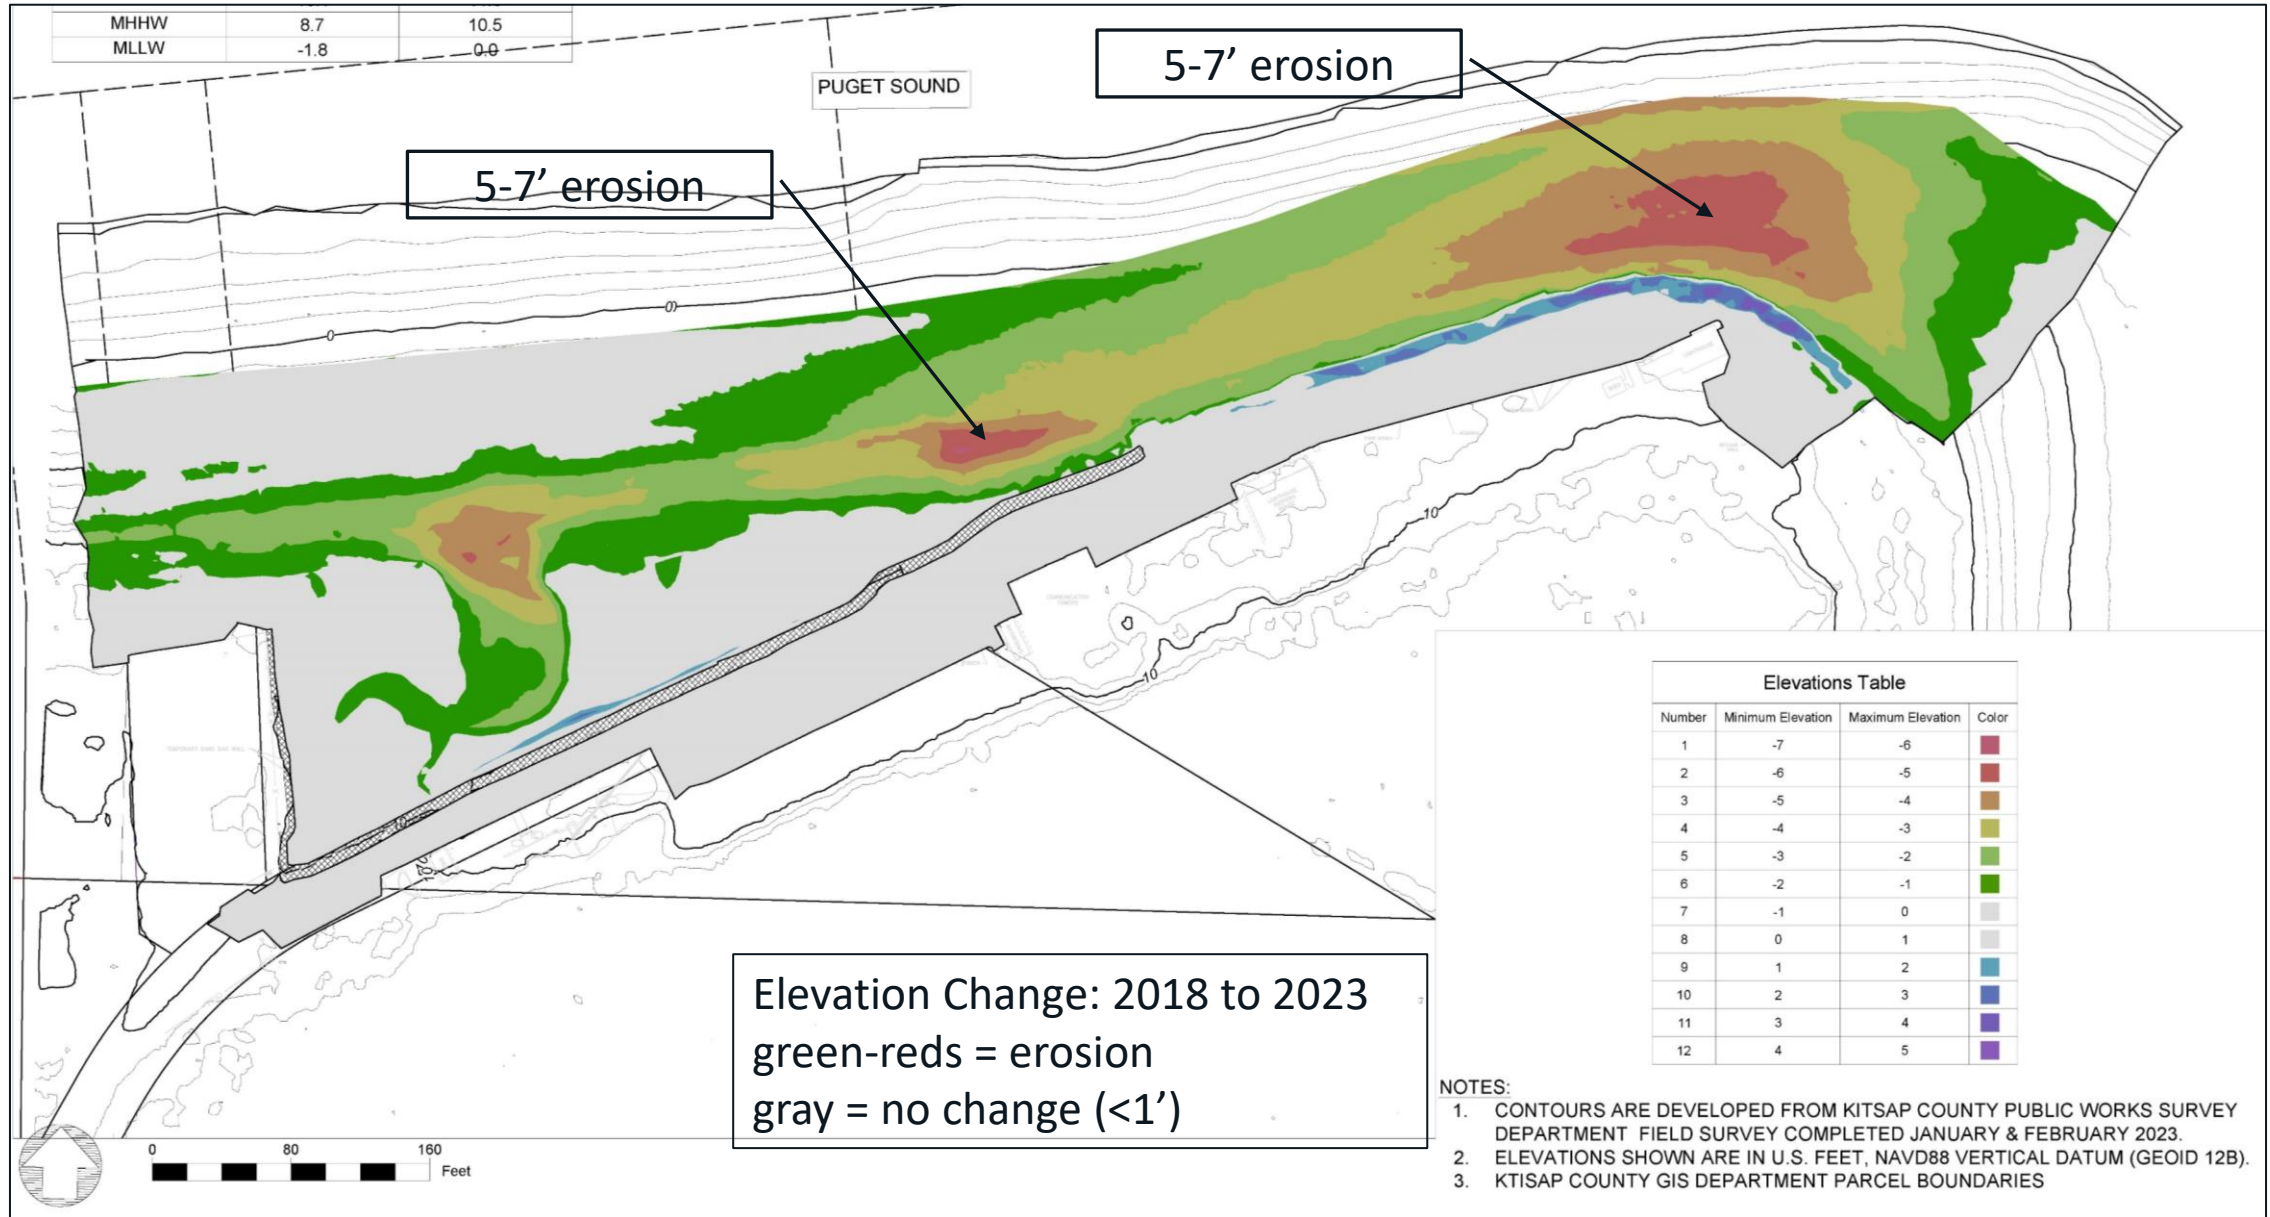 MHHW 8.7 10.5
MLLW -1.8 0.0
PUGET SOUND
5-7’ erosion
5-7’ erosion
0
0
10
10
10
Elevations Table
Number Minimum Elevation Maximum Elevation Color
1 -7 -6
2 -6 -5
3 -5 -4
4 -4 -3
5 -3 -2
6 -2 -1
7 -1 0
8 0 1
9 1 2
10 2 3
11 3 4
12 4 5
Elevation Change: 2018 to 2023
green-reds = erosion
gray = no change (<1’)
NOTES:
1. CONTOURS ARE DEVELOPED FROM KITSAP COUNTY PUBLIC WORKS SURVEY
DEPARTMENT FIELD SURVEY COMPLETED JANUARY & FEBRUARY 2023.
2. ELEVATIONS SHOWN ARE IN U.S. FEET, NAVD88 VERTICAL DATUM (GEOID 12B).
3. KTISAP COUNTY GIS DEPARTMENT PARCEL BOUNDARIES
0 80 160
Feet